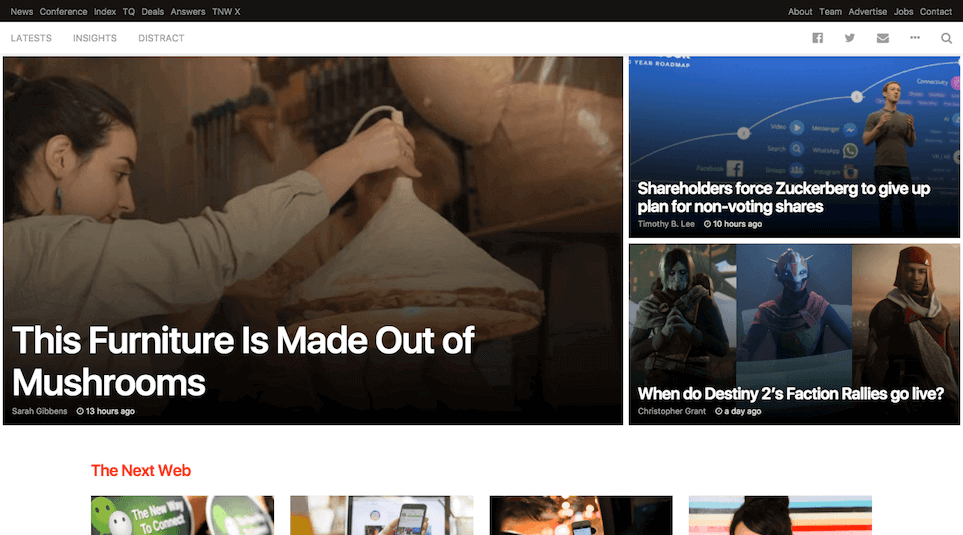 News Conference Index TQ Deals Answers TNW X
About Team Advertise Jobs Contact
LATESTS INSIGHTS DISTRACT
This Furniture Is Made Out of
Mushrooms
Sarah Gibbens 13 hours ago
YEAR ROADMAP
Connectivity
Video Messenger
Search WhatsApp
Facebook Groups Instagram
VR / AR
AI
Shareholders force Zuckerberg to give up
plan for non-voting shares
Timothy B. Lee 10 hours ago
When do Destiny 2’s Faction Rallies go live?
Christopher Grant a day ago
The Next Web
The New Way
To Connect